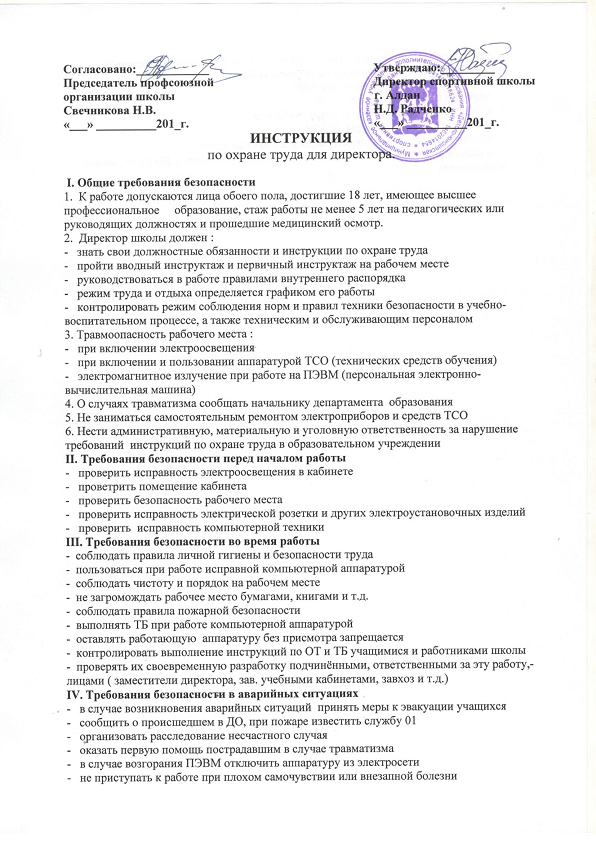 Согласовано:____________
Председатель профсоюзной
организации школы
Свечникова Н.В.
«___» __________201_г.
Утверждаю:_________
Директор спортивной школы
г. Алдан
Н.Д. Радченко
«___» __________201_г.
ИНСТРУКЦИЯ
по охране труда для директора.
I. Общие требования безопасности
1. К работе допускаются лица обоего пола, достигшие 18 лет, имеющее высшее
профессиональное образование, стаж работы не менее 5 лет на педагогических или
руководящих должностях и прошедшие медицинский осмотр.
2. Директор школы должен :
- знать свои должностные обязанности и инструкции по охране труда
- пройти вводный инструктаж и первичный инструктаж на рабочем месте
- руководствоваться в работе правилами внутреннего распорядка
- режим труда и отдыха определяется графиком его работы
- контролировать режим соблюдения норм и правил техники безопасности в учебно-
воспитательном процессе, а также техническим и обслуживающим персоналом
3. Травмоопасность рабочего места :
- при включении электроосвещения
- при включении и пользовании аппаратурой ТСО (технических средств обучения)
- электромагнитное излучение при работе на ПЭВМ (персональная электронно-
вычислительная машина)
4. О случаях травматизма сообщать начальнику департамента образования
5. Не заниматься самостоятельным ремонтом электроприборов и средств ТСО
6. Нести административную, материальную и уголовную ответственность за нарушение
требований инструкций по охране труда в образовательном учреждении
II. Требования безопасности перед началом работы
- проверить исправность электроосвещения в кабинете
- проветрить помещение кабинета
- проверить безопасность рабочего места
- проверить исправность электрической розетки и других электроустановочных изделий
- проверить исправность компьютерной техники
III. Требования безопасности во время работы
- соблюдать правила личной гигиены и безопасности труда
- пользоваться при работе исправной компьютерной аппаратурой
- соблюдать чистоту и порядок на рабочем месте
- не загромождать рабочее место бумагами, книгами и т.д.
- соблюдать правила пожарной безопасности
- выполнять ТБ при работе компьютерной аппаратурой
- оставлять работающую аппаратуру без присмотра запрещается
- контролировать выполнение инструкций по ОТ и ТБ учащимися и работниками школы
- проверять их своевременную разработку подчинёнными, ответственными за эту работу,-
лицами ( заместители директора, зав. учебными кабинетами, завхоз и т.д.)
IV. Требования безопасности в аварийных ситуациях
- в случае возникновения аварийных ситуаций принять меры к эвакуации учащихся
- сообщить о происшедшем в ДО, при пожаре известить службу 01
- организовать расследование несчастного случая
- оказать первую помощь пострадавшим в случае травматизма
- в случае возгорания ПЭВМ отключить аппаратуру из электросети
- не приступать к работе при плохом самочувствии или внезапной болезни